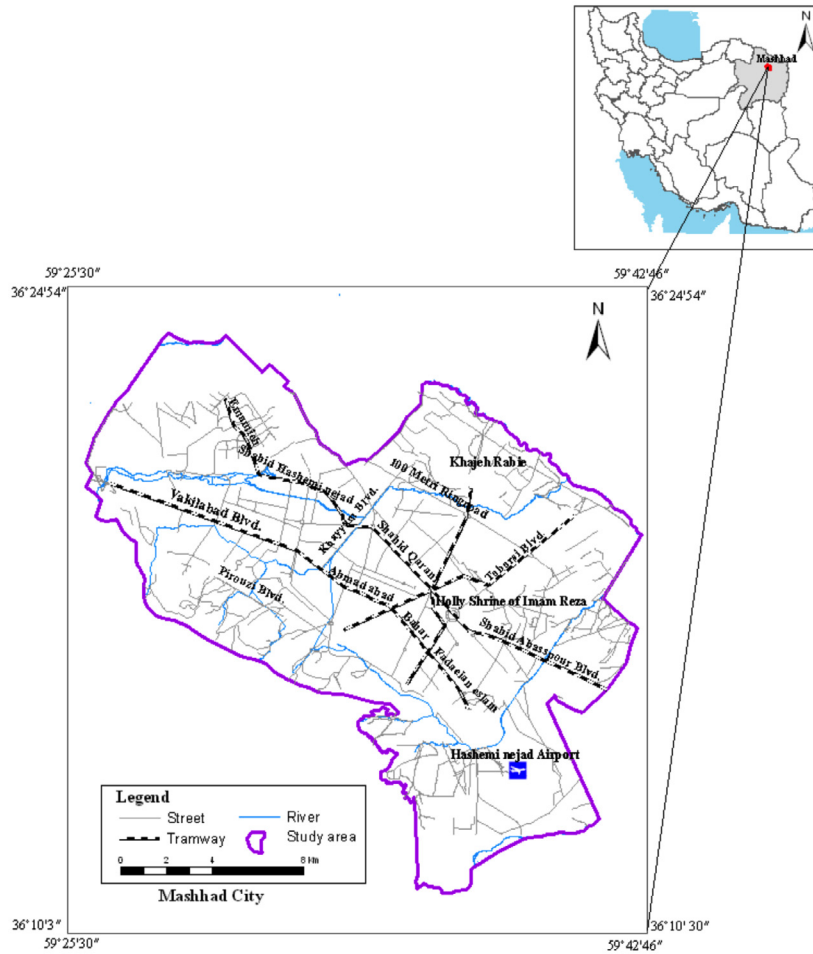 N
Mashhad
59°25'30"
59°42'46"
36°24'54"
36°24'54"
N
Emamieh
Khajeh Rabie
Shahid Hashemi nejad
100 Metri Ringroad
Vakilabad Blvd.
Khayyam Blvd.
Shahid Qarani
Tabarsi Blvd.
Pirouzi Blvd.
Ahmadabad
Holly Shrine of Imam Reza
Bahar
Shahid Abasspour Blvd.
Fadaeian eslam
Hashemi nejad Airport
Legend
Street
River
Tramway
Study area
0 2 4 8 km
Mashhad City
36°10'3"
36°10'30"
59°25'30"
59°42'46"